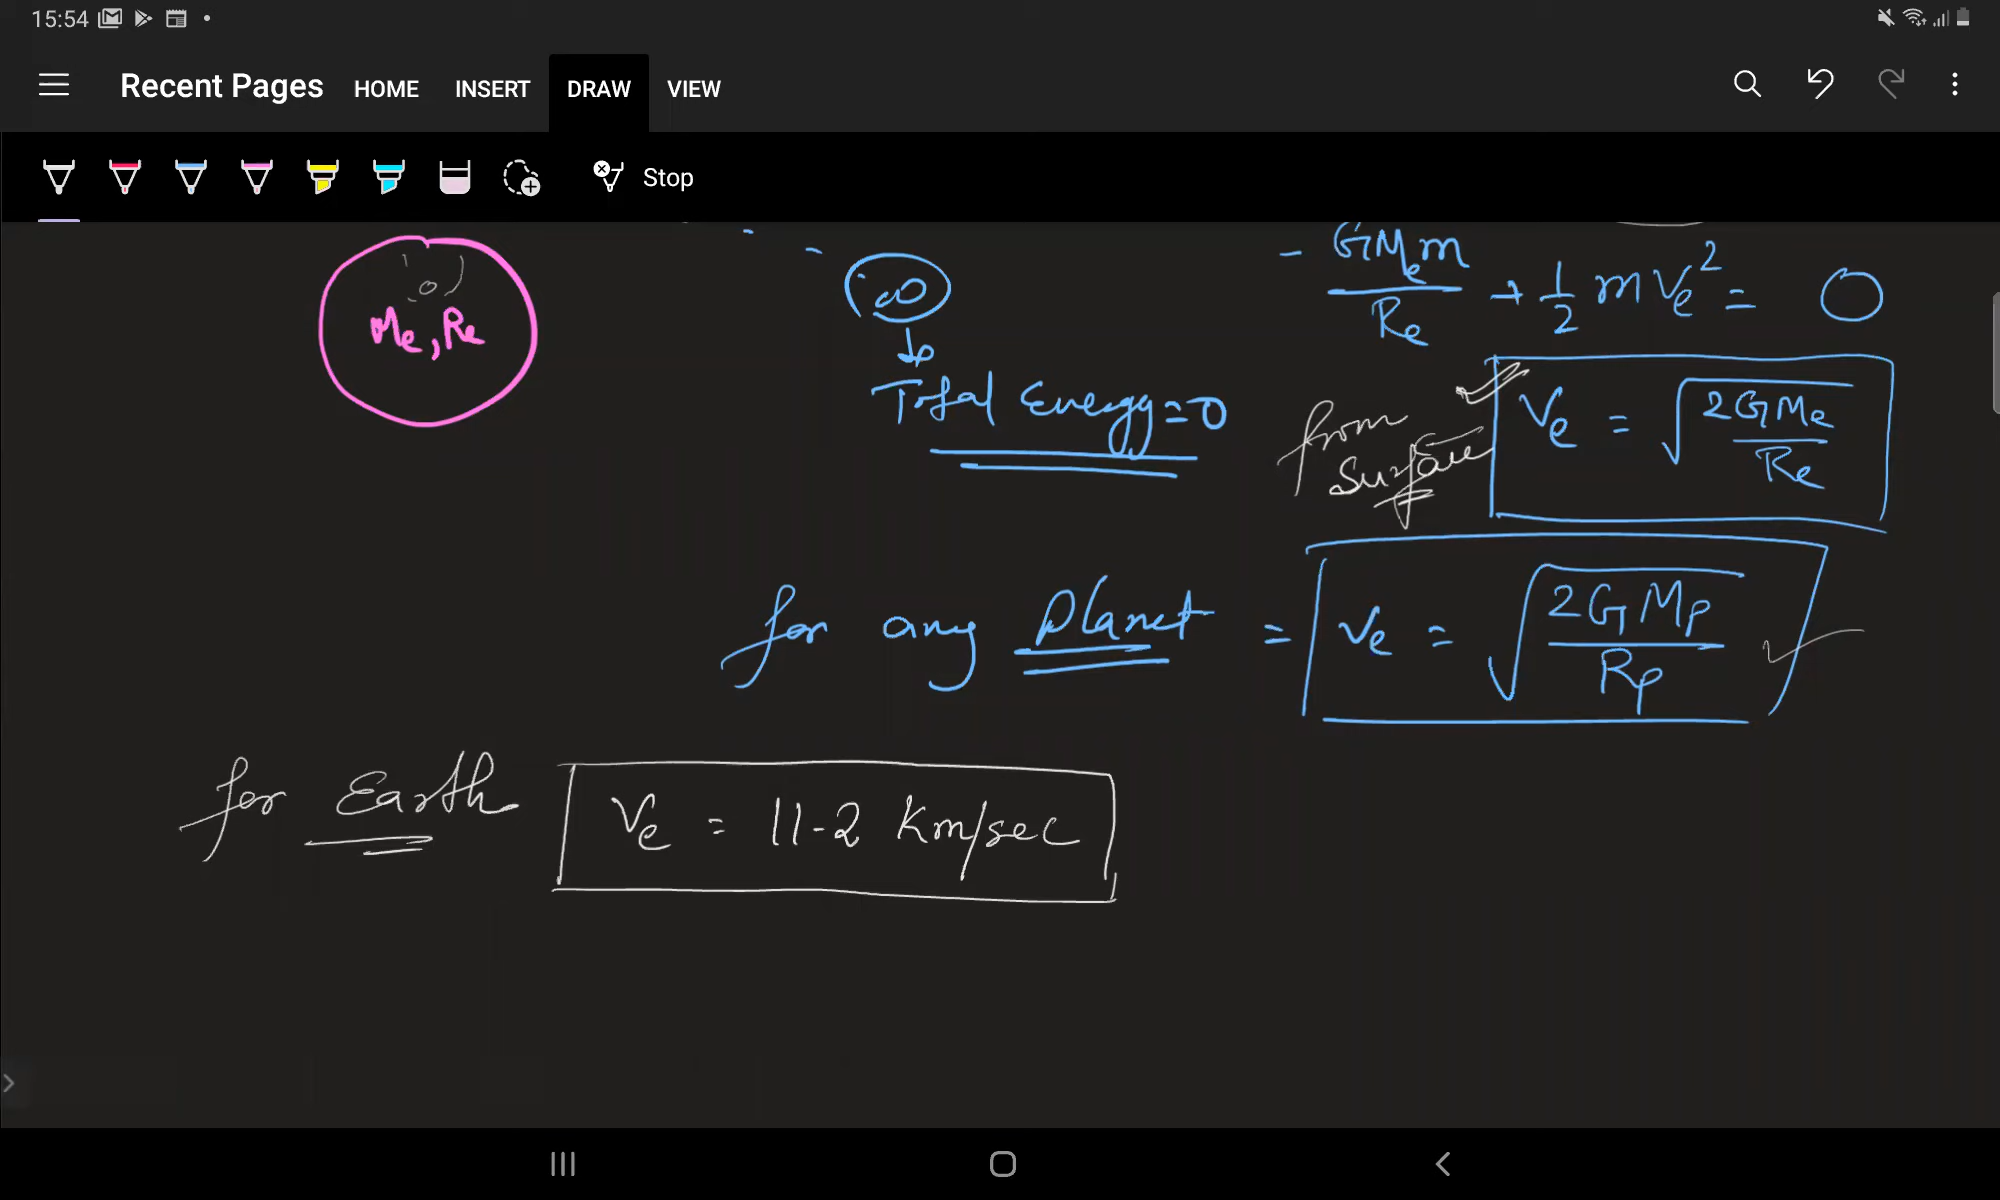 15:54
Recent Pages HOME INSERT DRAW VIEW
Stop
Me, Re
∞
Total Energy = 0
- GMem/Re + 1/2 mVe² = 0
from
Surface
Ve = √(2GMe/Re)
for any Planet = Ve = √(2GMp/Rp)
for Earth Ve = 11.2 Km/sec